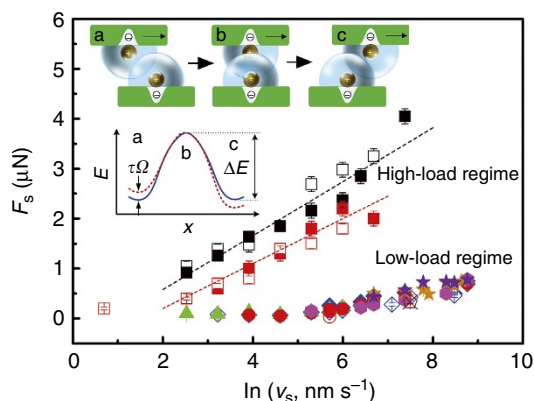 a b c
⊖ ⊖ ⊖
⊖ ⊖ ⊖
5
4
3
2
1
0
F_s (μN)
a b c
τΩ
ΔE
E
x
High-load regime
Low-load regime
0 2 4 6 8 10
ln (v_s, nm s⁻¹)